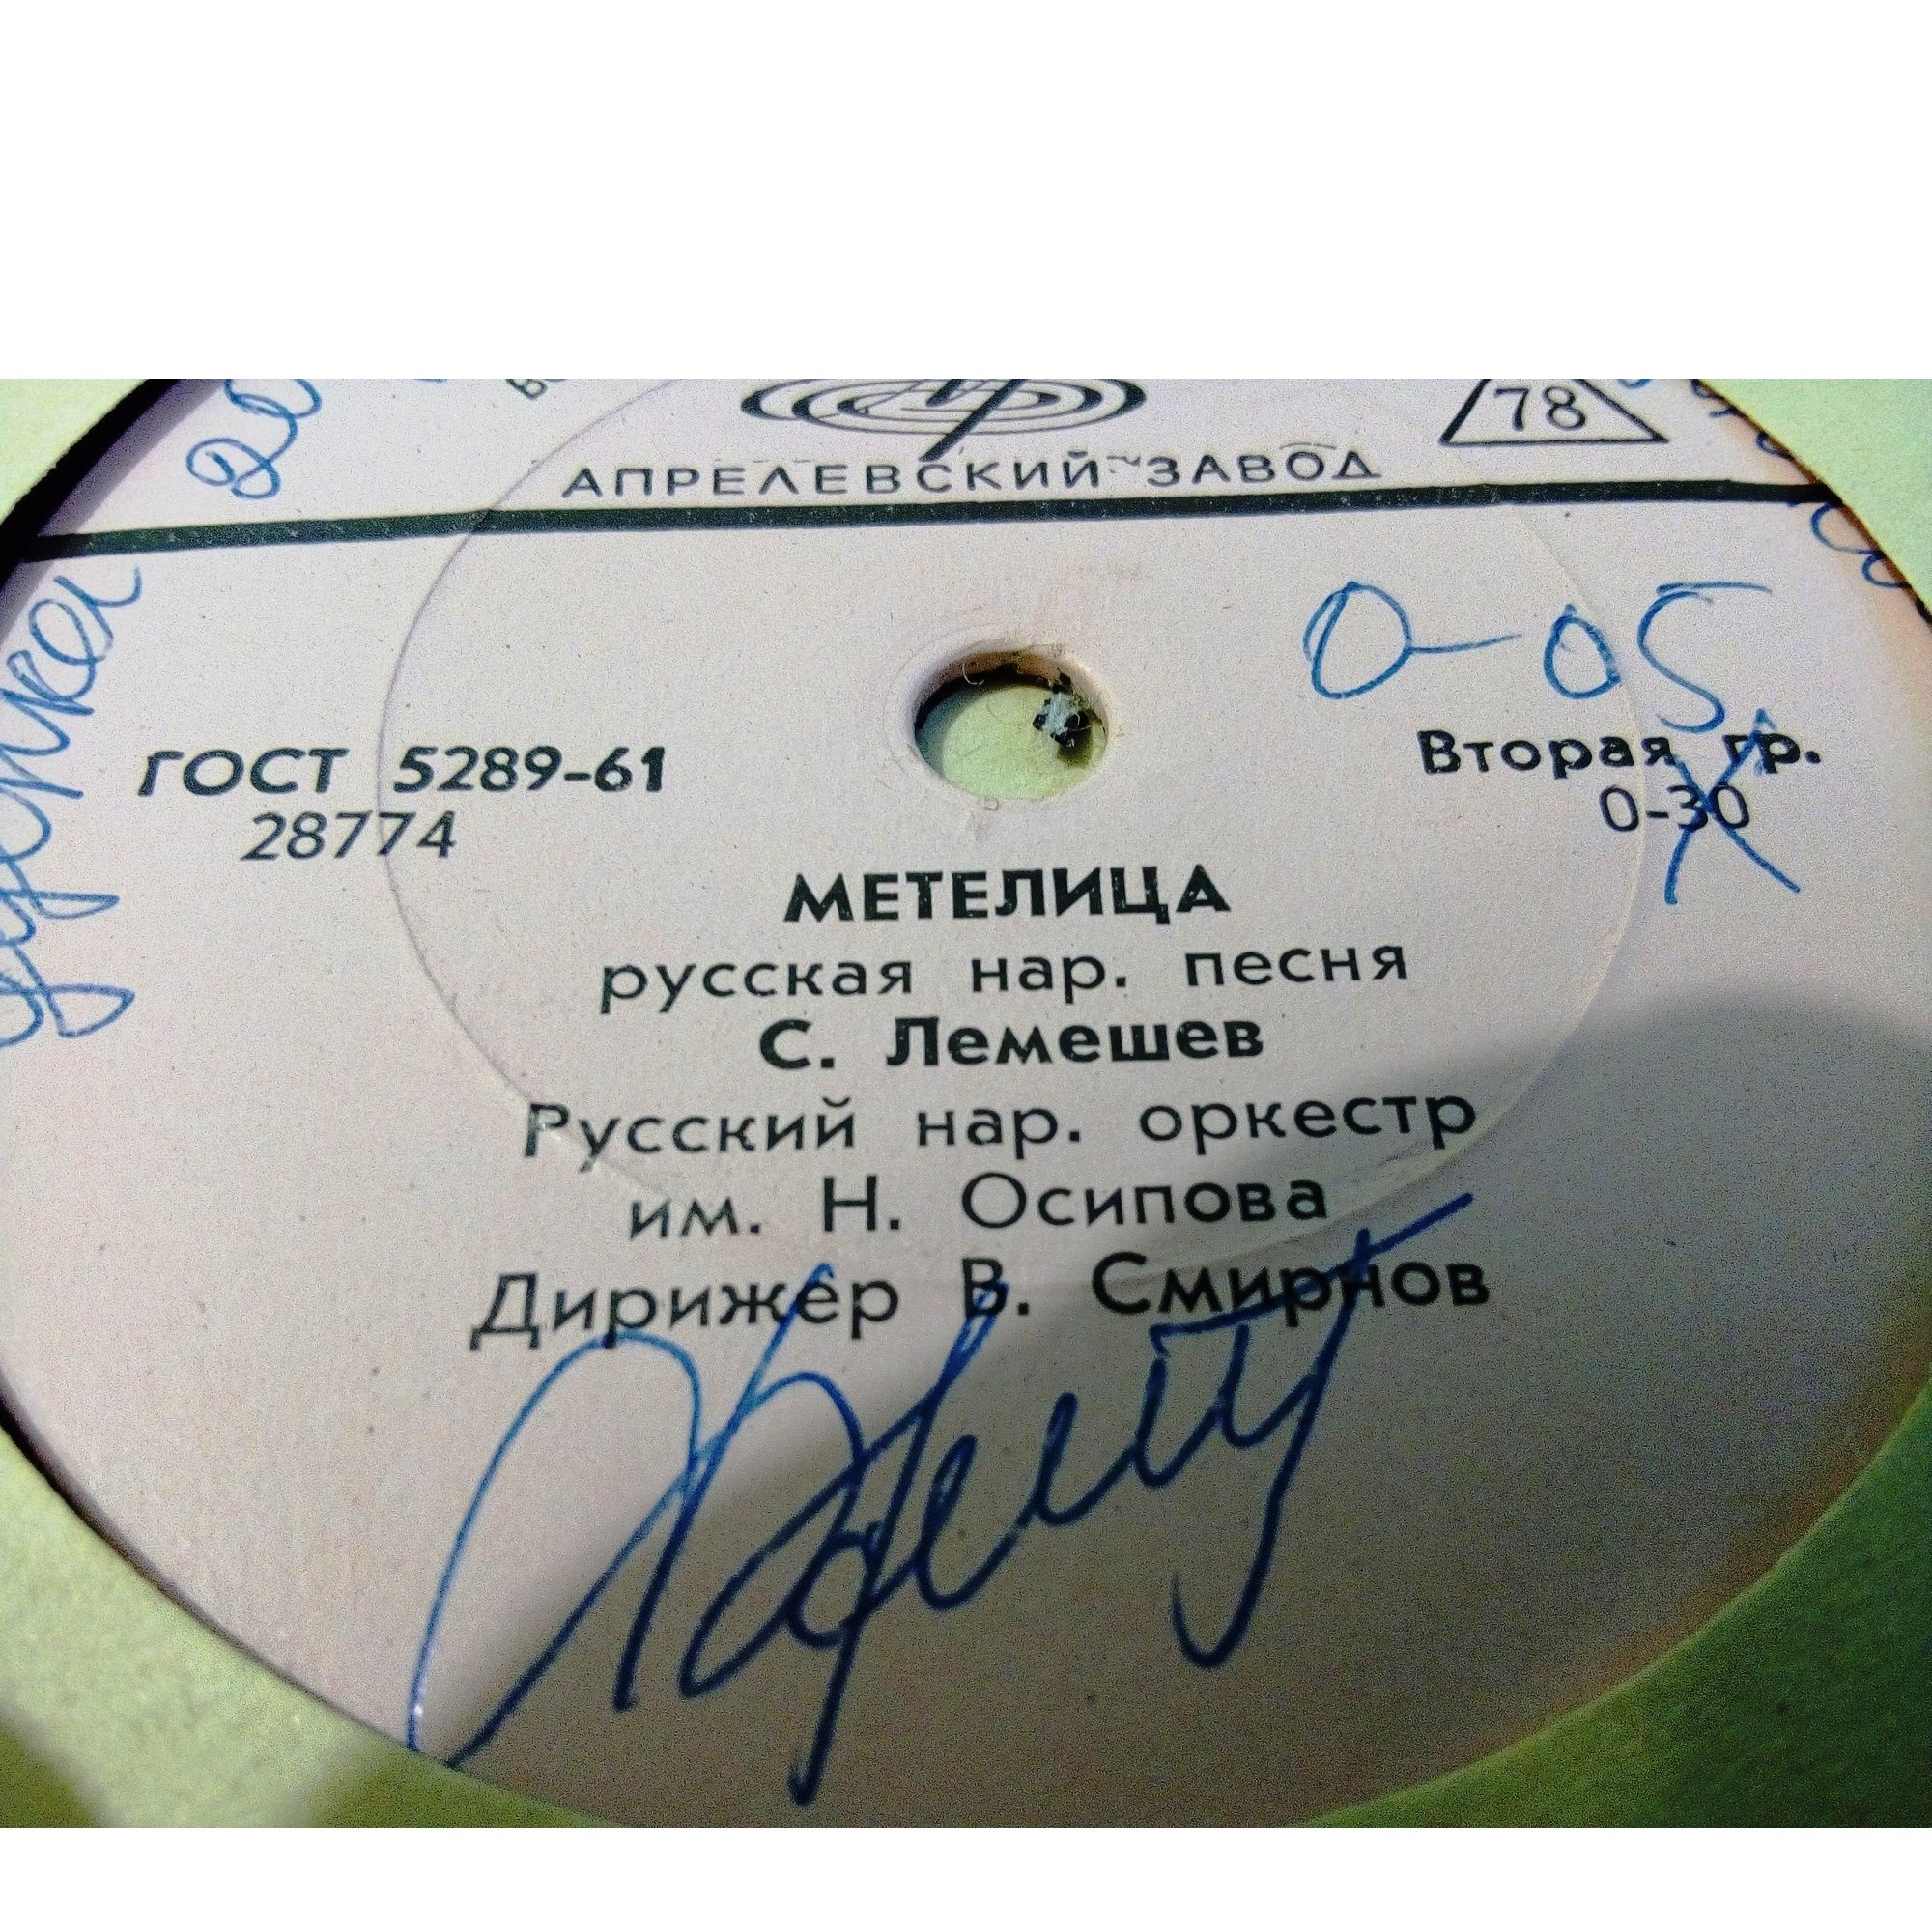 78
АПРЕЛЕВСКИЙ ЗАВОД
0-05
ГОСТ 5289-61
Вторая гр.
28774
0-30
МЕТЕЛИЦА
русская нар. песня
С. Лемешев
Русский нар. оркестр
им. Н. Осипова
Дирижер В. Смирнов